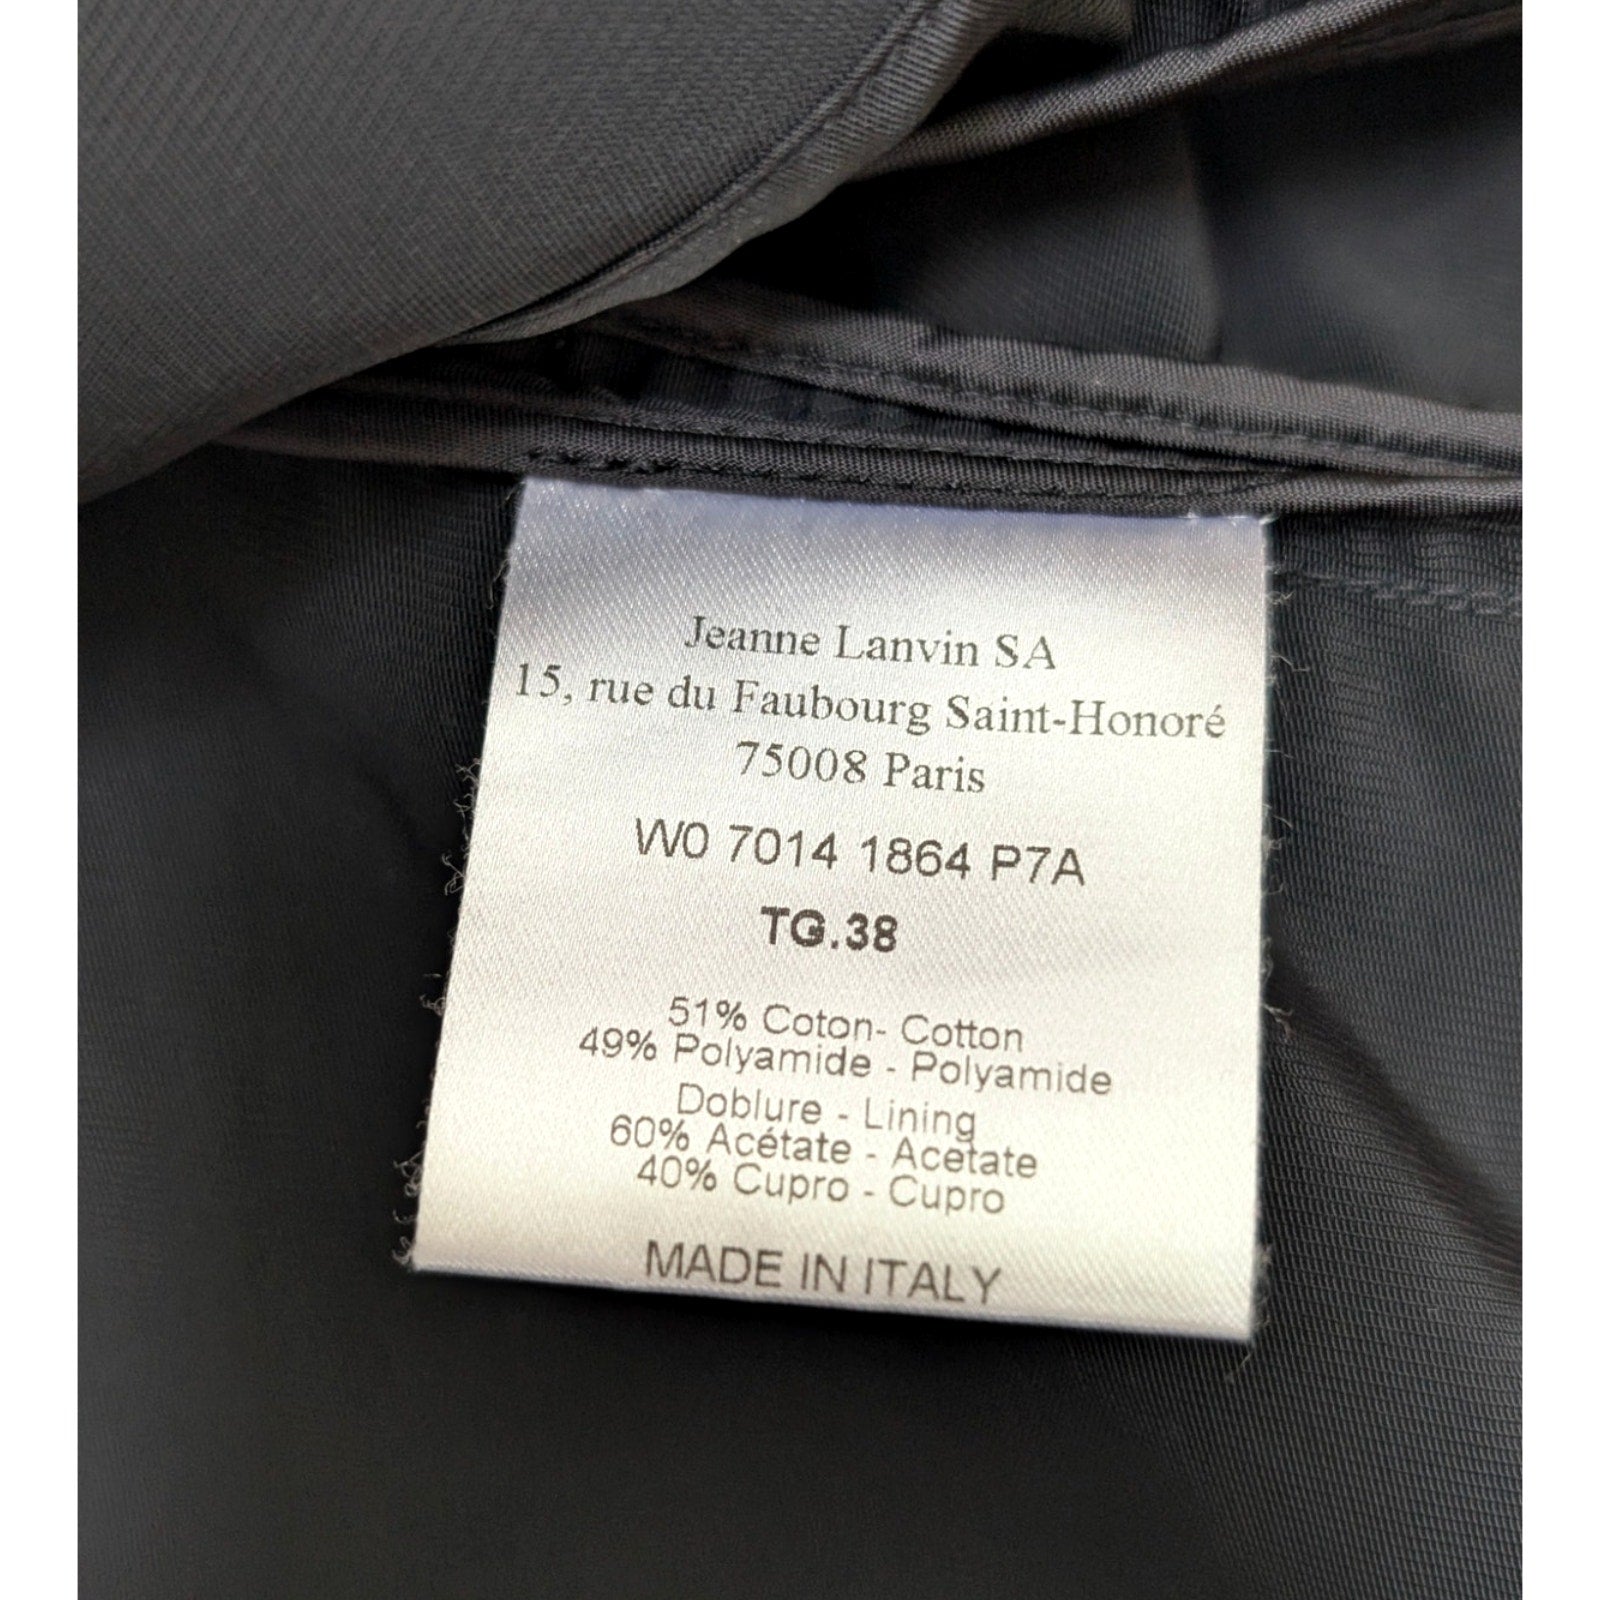 Jeanne Lanvin SA
15, rue du Faubourg Saint-Honoré
75008 Paris
W0 7014 1864 P7A
TG.38
51% Coton- Cotton
49% Polyamide - Polyamide
Doblure - Lining
60% Acétate - Acetate
40% Cupro - Cupro
MADE IN ITALY